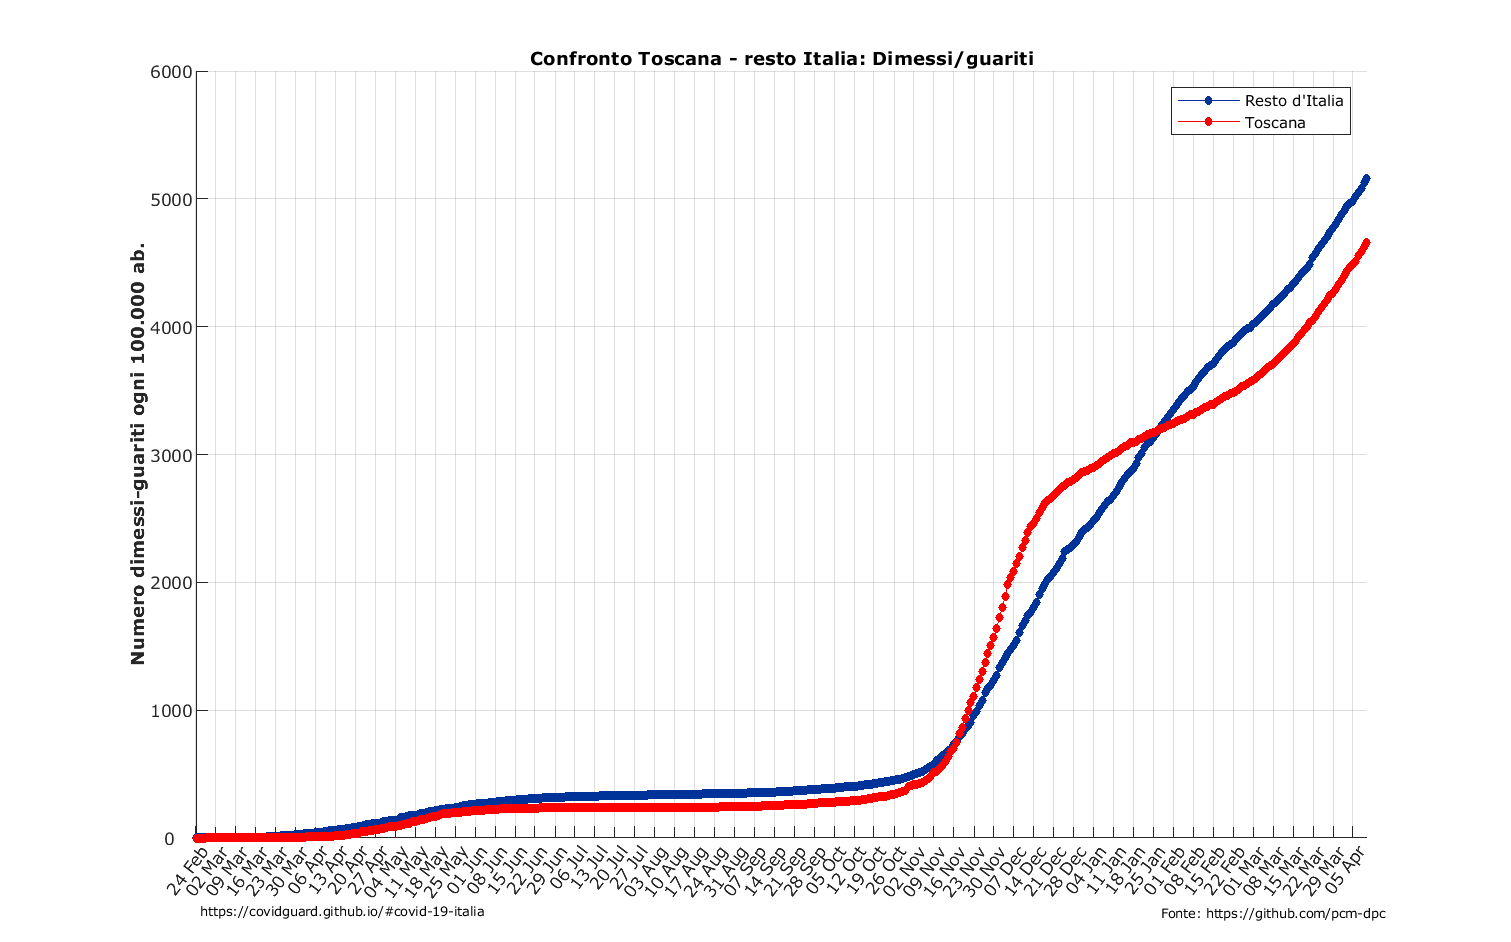 Confronto Toscana - resto Italia: Dimessi/guariti
Resto d'Italia
Toscana
Numero dimessi-guariti ogni 100.000 ab.
6000
5000
4000
3000
2000
1000
0
24 Feb
02 Mar
09 Mar
16 Mar
23 Mar
30 Mar
06 Apr
13 Apr
20 Apr
27 Apr
04 May
11 May
18 May
25 May
01 Jun
08 Jun
15 Jun
22 Jun
29 Jun
06 Jul
13 Jul
20 Jul
27 Jul
03 Aug
10 Aug
17 Aug
24 Aug
31 Aug
07 Sep
14 Sep
21 Sep
28 Sep
05 Oct
12 Oct
19 Oct
26 Oct
02 Nov
09 Nov
16 Nov
23 Nov
30 Nov
07 Dec
14 Dec
21 Dec
28 Dec
04 Jan
11 Jan
18 Jan
25 Jan
01 Feb
08 Feb
15 Feb
22 Feb
01 Mar
08 Mar
15 Mar
22 Mar
29 Mar
05 Apr
https://covidguard.github.io/#covid-19-italia
Fonte: https://github.com/pcm-dpc